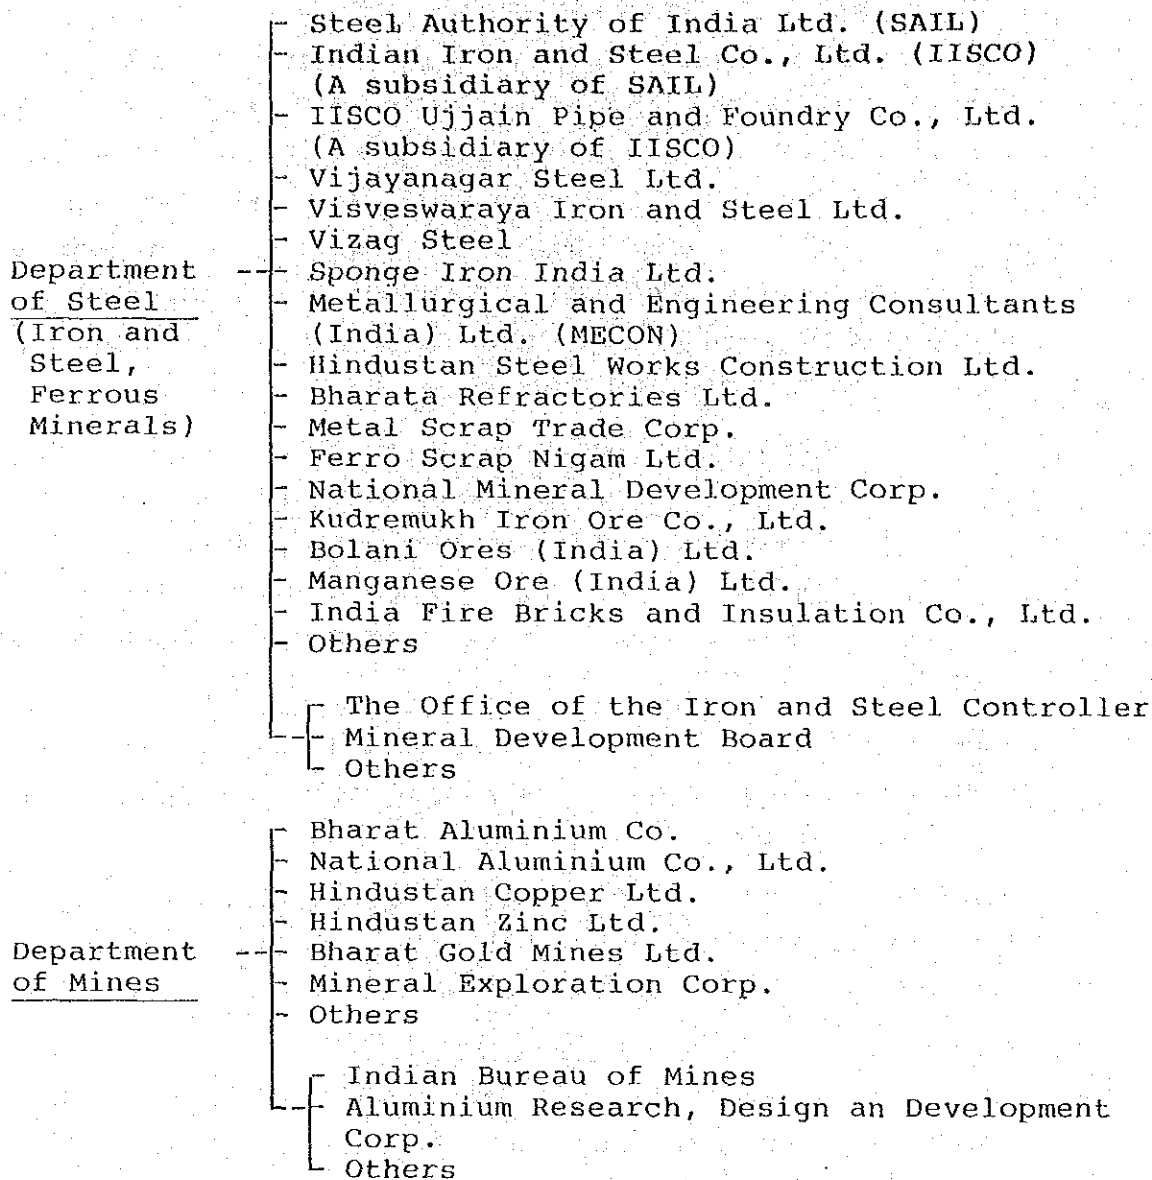 Steel Authority of India Ltd. (SAIL)
Indian Iron and Steel Co., Ltd. (IISCO)
(A subsidiary of SAIL)
IISCO Ujjain Pipe and Foundry Co., Ltd.
(A subsidiary of IISCO)
Vijayanagar Steel Ltd.
Visveswaraya Iron and Steel Ltd.
Vizag Steel
Department
of Steel
(Iron and
Steel,
Ferrous
Minerals)
Sponge Iron India Ltd.
Metallurgical and Engineering Consultants
(India) Ltd. (MECON)
Hindustan Steel Works Construction Ltd.
Bharata Refractories Ltd.
Metal Scrap Trade Corp.
Ferro Scrap Nigam Ltd.
National Mineral Development Corp.
Kudremukh Iron Ore Co., Ltd.
Bolani Ores (India) Ltd.
Manganese Ore (India) Ltd.
India Fire Bricks and Insulation Co., Ltd.
Others
The Office of the Iron and Steel Controller
Mineral Development Board
Others
Bharat Aluminium Co.
National Aluminium Co., Ltd.
Hindustan Copper Ltd.
Hindustan Zinc Ltd.
Department
of Mines
Bharat Gold Mines Ltd.
Mineral Exploration Corp.
Others
Indian Bureau of Mines
Aluminium Research, Design an Development
Corp.
Others